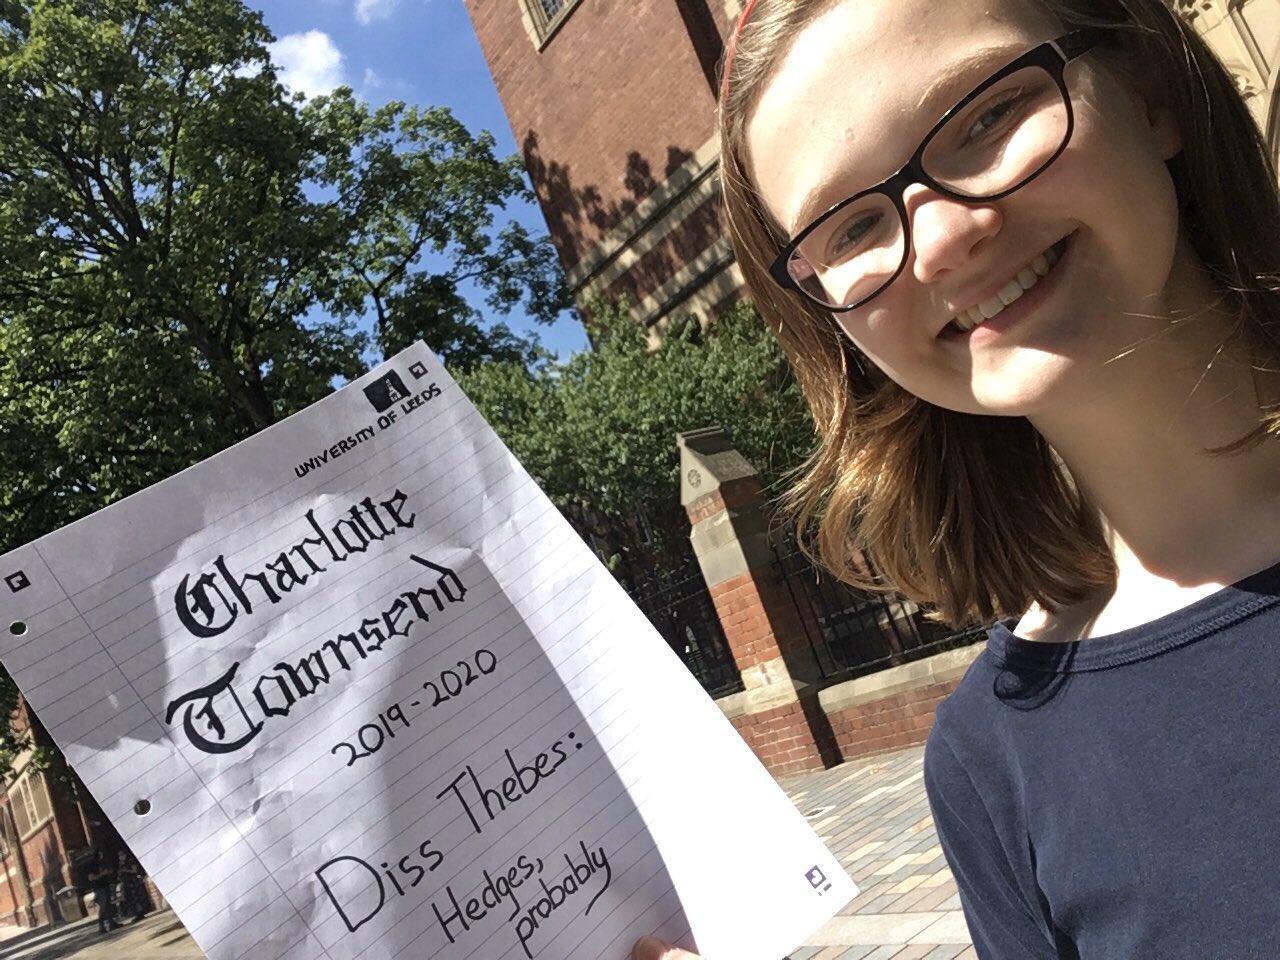 UNIVERSITY OF LEEDS
Charlotte
Townsend
2019-2020
Diss Thebes:
Hedges,
probably